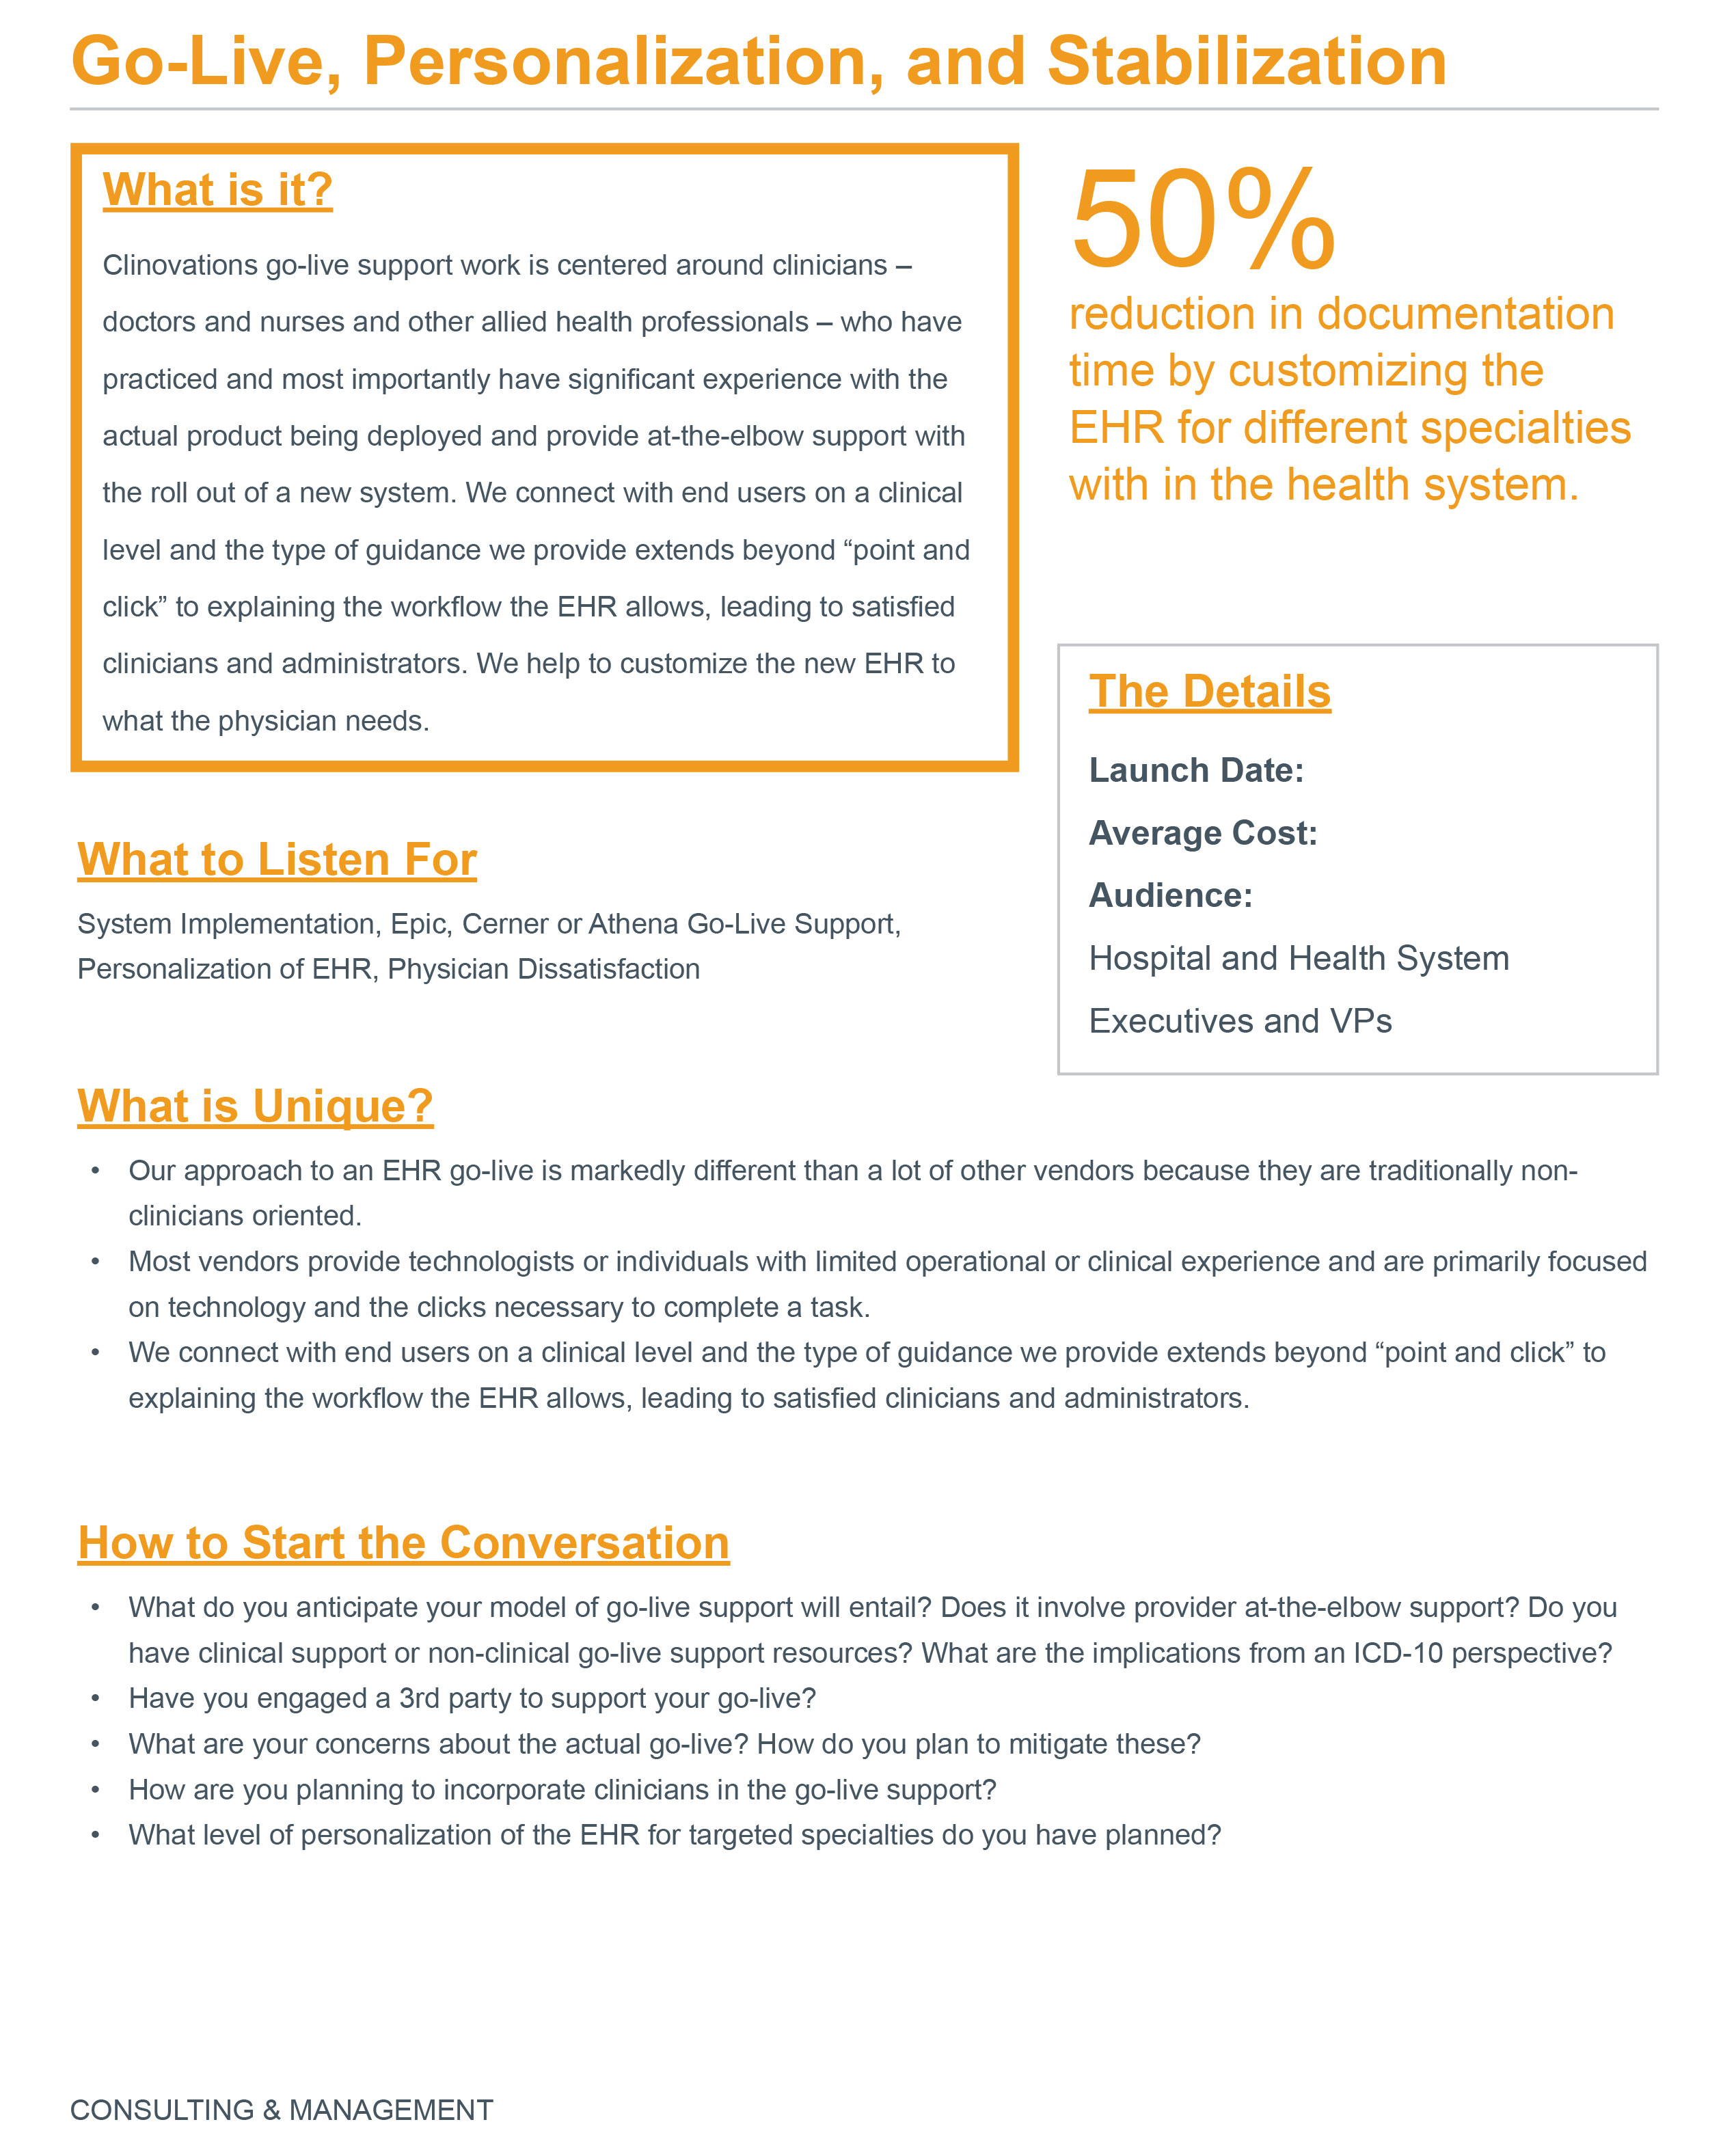 Go-Live, Personalization, and Stabilization
What is it?
Clinovations go-live support work is centered around clinicians –
doctors and nurses and other allied health professionals – who have
practiced and most importantly have significant experience with the
actual product being deployed and provide at-the-elbow support with
the roll out of a new system. We connect with end users on a clinical
level and the type of guidance we provide extends beyond “point and
click” to explaining the workflow the EHR allows, leading to satisfied
clinicians and administrators. We help to customize the new EHR to
what the physician needs.
50%
reduction in documentation
time by customizing the
EHR for different specialties
with in the health system.
The Details
Launch Date:
Average Cost:
Audience:
Hospital and Health System
Executives and VPs
What to Listen For
System Implementation, Epic, Cerner or Athena Go-Live Support,
Personalization of EHR, Physician Dissatisfaction
What is Unique?
• Our approach to an EHR go-live is markedly different than a lot of other vendors because they are traditionally non-
clinicians oriented.
• Most vendors provide technologists or individuals with limited operational or clinical experience and are primarily focused
on technology and the clicks necessary to complete a task.
• We connect with end users on a clinical level and the type of guidance we provide extends beyond “point and click” to
explaining the workflow the EHR allows, leading to satisfied clinicians and administrators.
How to Start the Conversation
• What do you anticipate your model of go-live support will entail? Does it involve provider at-the-elbow support? Do you
have clinical support or non-clinical go-live support resources? What are the implications from an ICD-10 perspective?
• Have you engaged a 3rd party to support your go-live?
• What are your concerns about the actual go-live? How do you plan to mitigate these?
• How are you planning to incorporate clinicians in the go-live support?
• What level of personalization of the EHR for targeted specialties do you have planned?
CONSULTING & MANAGEMENT